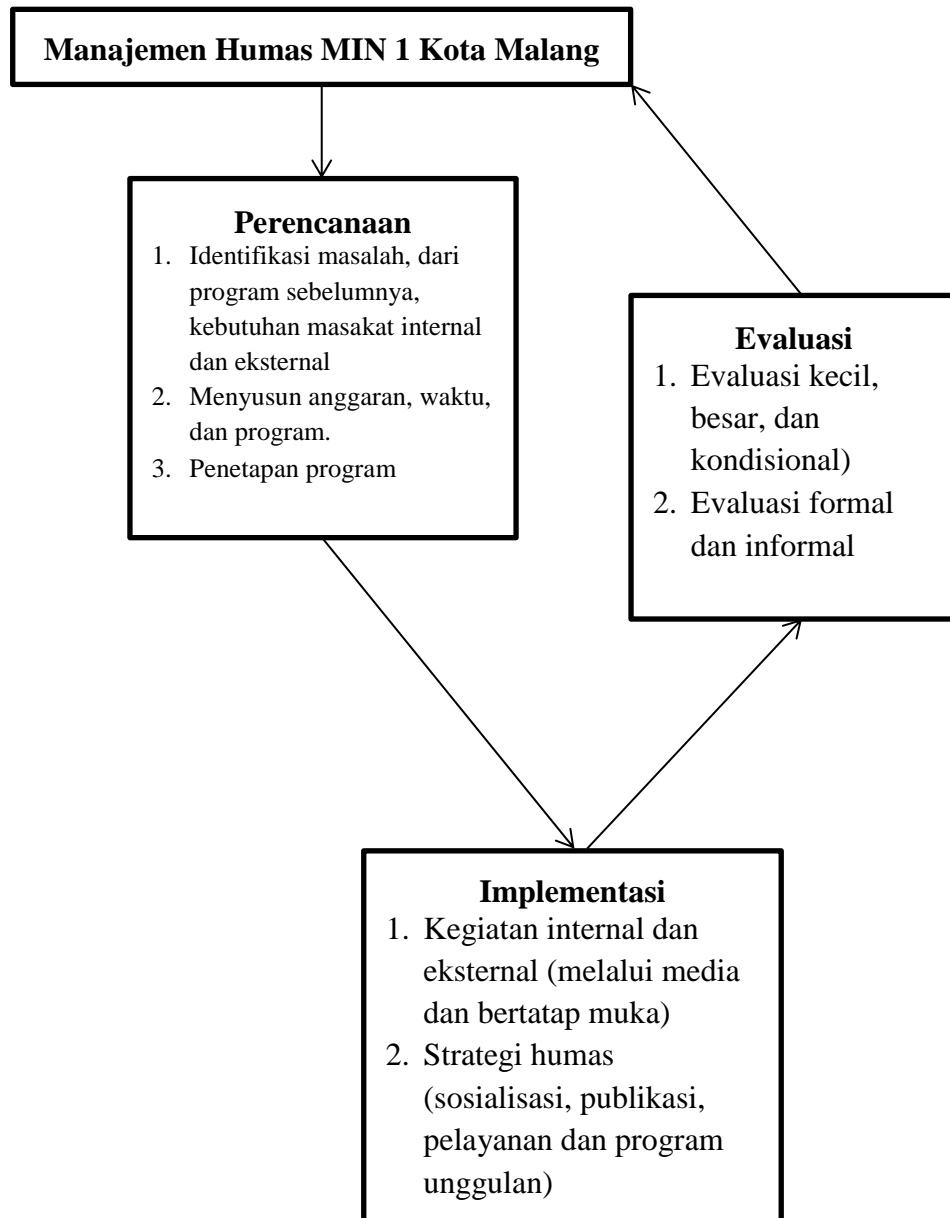 Manajemen Humas MIN 1 Kota Malang
Perencanaan
1. Identifikasi masalah, dari
program sebelumnya,
kebutuhan masakat internal
dan eksternal
2. Menyusun anggaran, waktu,
dan program.
3. Penetapan program
Evaluasi
1. Evaluasi kecil,
besar, dan
kondisional)
2. Evaluasi formal
dan informal
Implementasi
1. Kegiatan internal dan
eksternal (melalui media
dan bertatap muka)
2. Strategi humas
(sosialisasi, publikasi,
pelayanan dan program
unggulan)